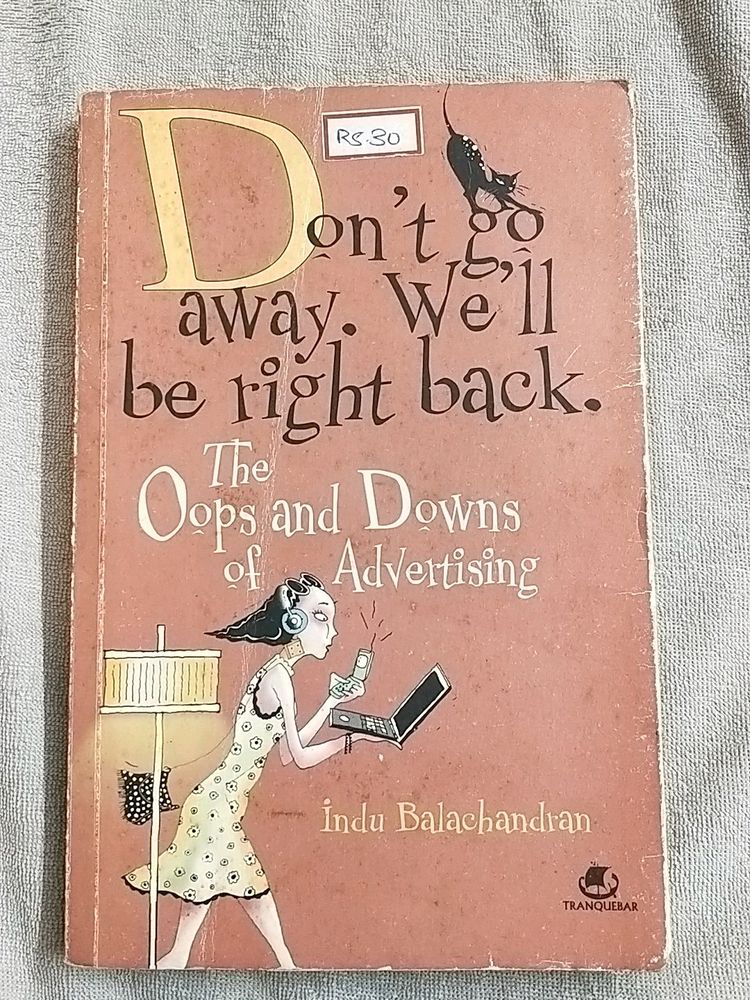 Rs.30
Don't go
away. We'll
be right back.
The
Oops and Downs
of Advertising
Indu Balachandran
TRANQUEBAR